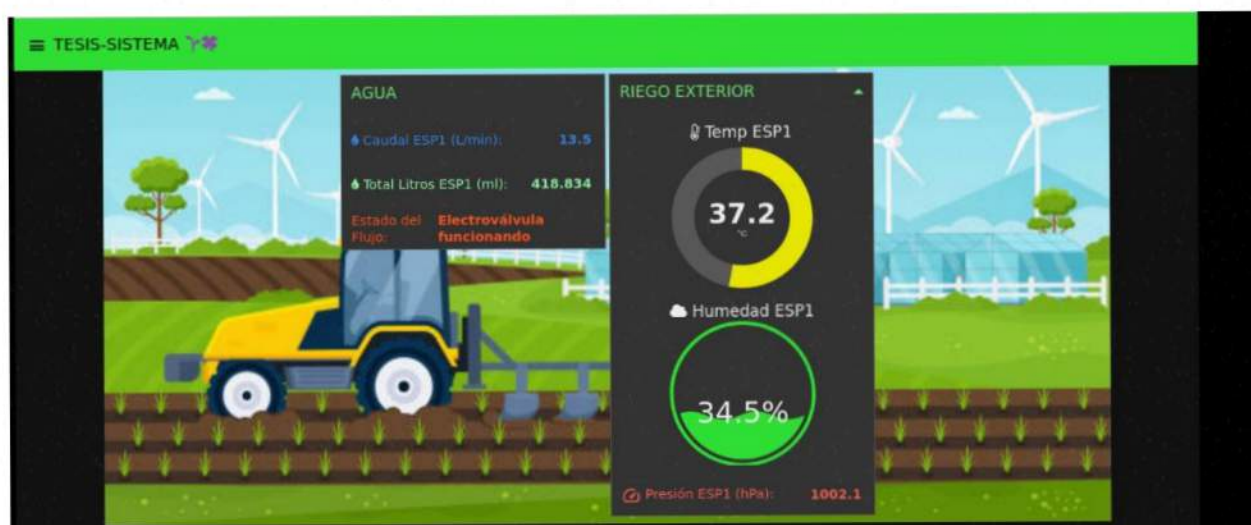 TESIS-SISTEMA
AGUA
Caudal ESP1 (L/min): 13.5
Total Litros ESP1 (ml): 418.834
Estado del Flujo: Electroválvula funcionando
RIEGO EXTERIOR
Temp ESP1
37.2
°C
Humedad ESP1
34.5%
Presión ESP1 (hPa): 1002.1